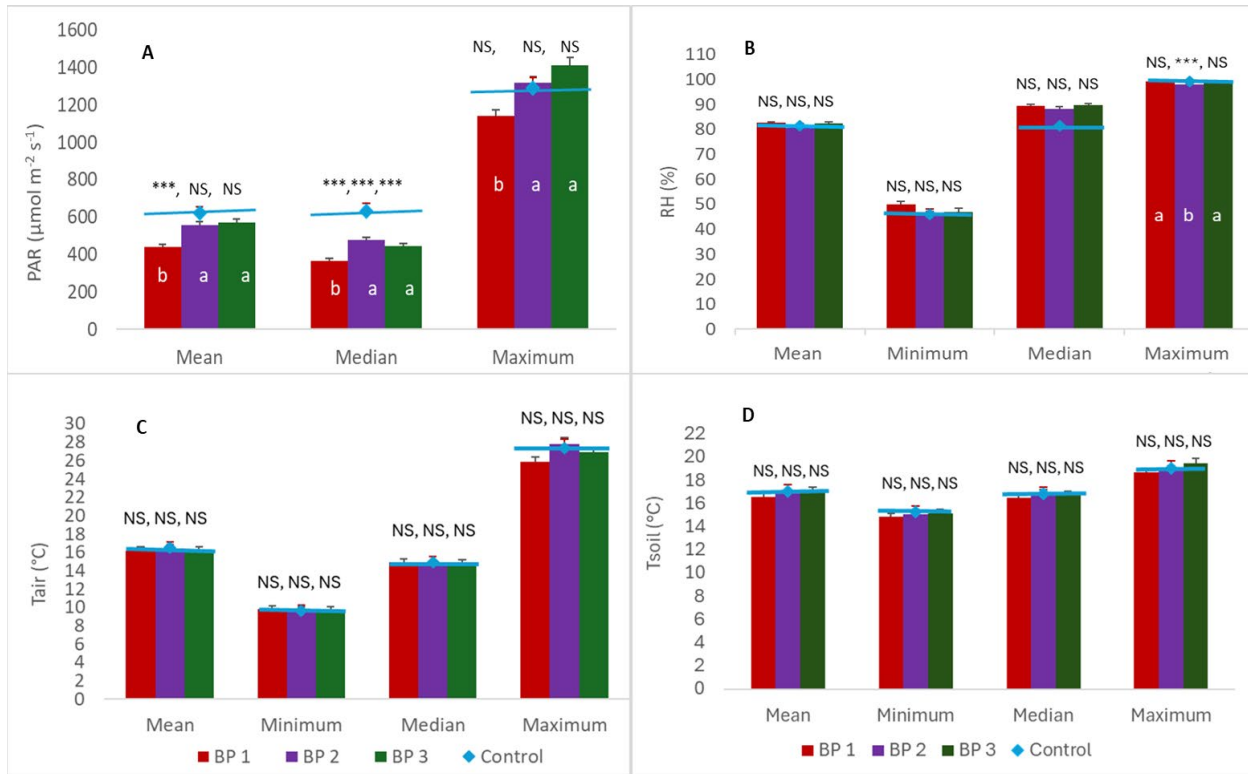 A
PAR (μmol m⁻² s⁻¹)
1600
1400
1200
1000
800
600
400
200
0
***, NS, NS
***,***,***
NS, NS, NS
b a a
b a a
b a a
Mean Median Maximum
B
RH (%)
110
100
90
80
70
60
50
40
30
20
10
0
NS, NS, NS
NS, NS, NS
NS, NS, NS
NS, ***, NS
a b a
Mean Minimum Median Maximum
C
Tair (°C)
30
28
26
24
22
20
18
16
14
12
10
8
6
4
2
0
NS, NS, NS
NS, NS, NS
NS, NS, NS
NS, NS, NS
Mean Minimum Median Maximum
BP 1 BP 2 BP 3 Control
D
Tsoil (°C)
22
20
18
16
14
12
10
8
6
4
2
0
NS, NS, NS
NS, NS, NS
NS, NS, NS
NS, NS, NS
Mean Minimum Median Maximum
BP 1 BP 2 BP 3 Control